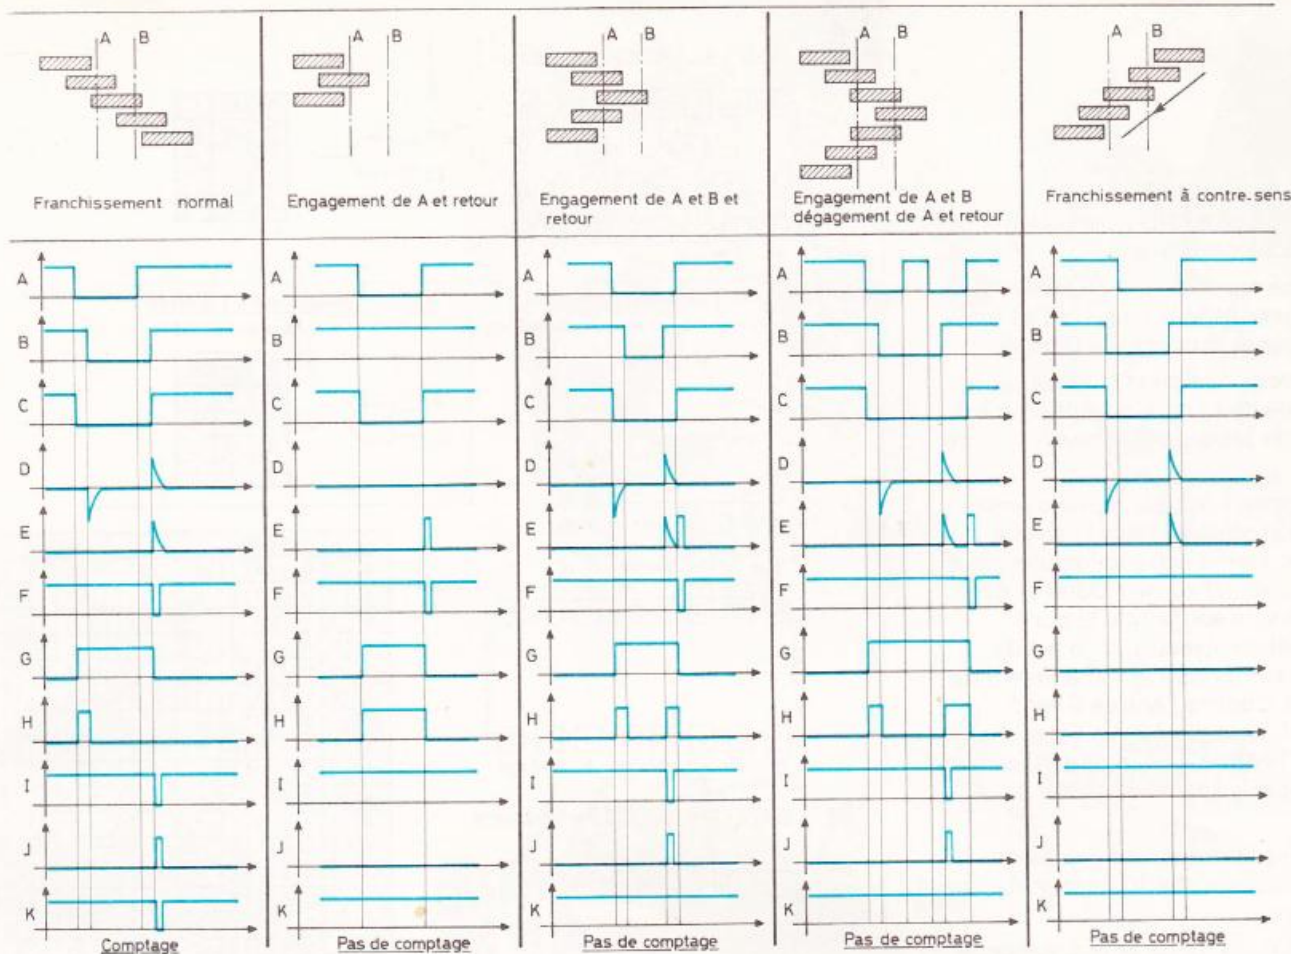 A B
A B
A B
A B
A B
Franchissement normal
Engagement de A et retour
Engagement de A et B et
retour
Engagement de A et B
dégagement de A et retour
Franchissement à contre-sens
A
B
C
D
E
F
G
H
I
J
K
Comptage
A
B
C
D
E
F
G
H
I
J
K
Pas de comptage
A
B
C
D
E
F
G
H
I
J
K
Pas de comptage
A
B
C
D
E
F
G
H
I
J
K
Pas de comptage
A
B
C
D
E
F
G
H
I
J
K
Pas de comptage